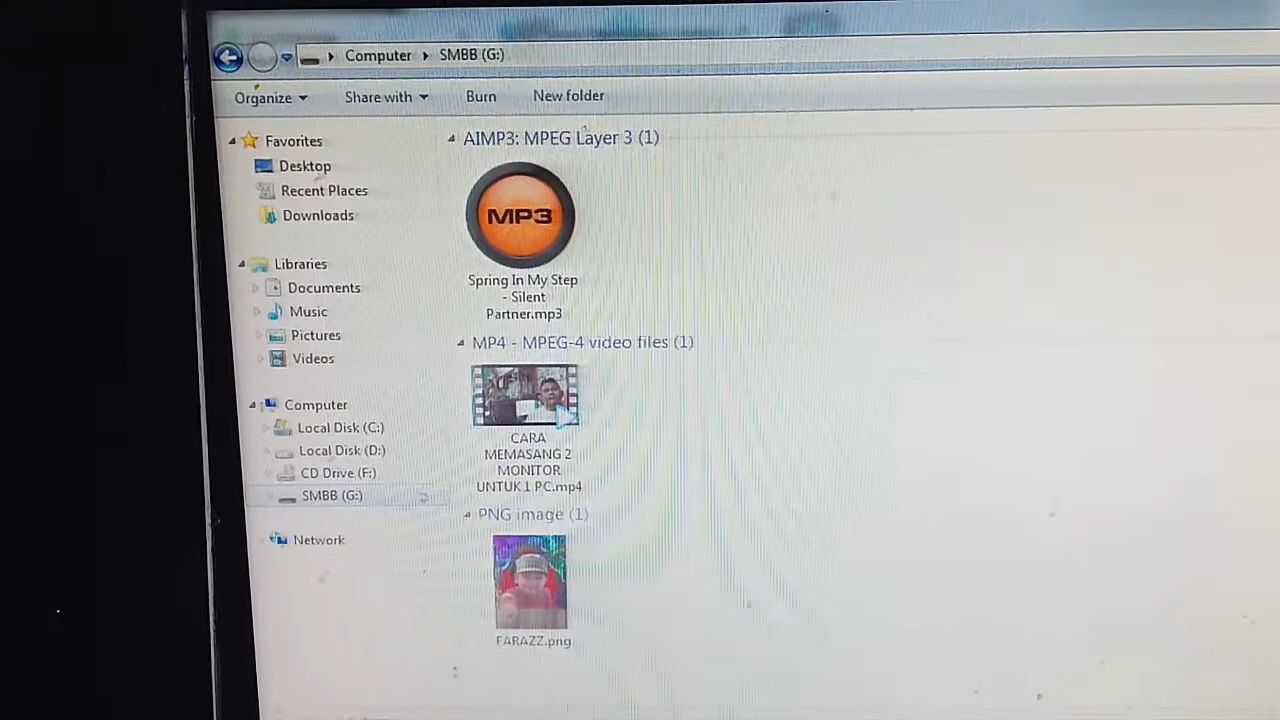 Computer SMBB (G:)
Organize Share with Burn New folder
Favorites
Desktop
Recent Places
Downloads
Libraries
Documents
Music
Pictures
Videos
Computer
Local Disk (C:)
Local Disk (D:)
CD Drive (F:)
SMBB (G:)
Network
AIMP3: MPEG Layer 3 (1)
MP3
Spring In My Step
- Silent
Partner.mp3
MP4 - MPEG-4 video files (1)
CARA
MEMASANG 2
MONITOR
UNTUK 1 PC.mp4
PNG image (1)
FARAZZ.png